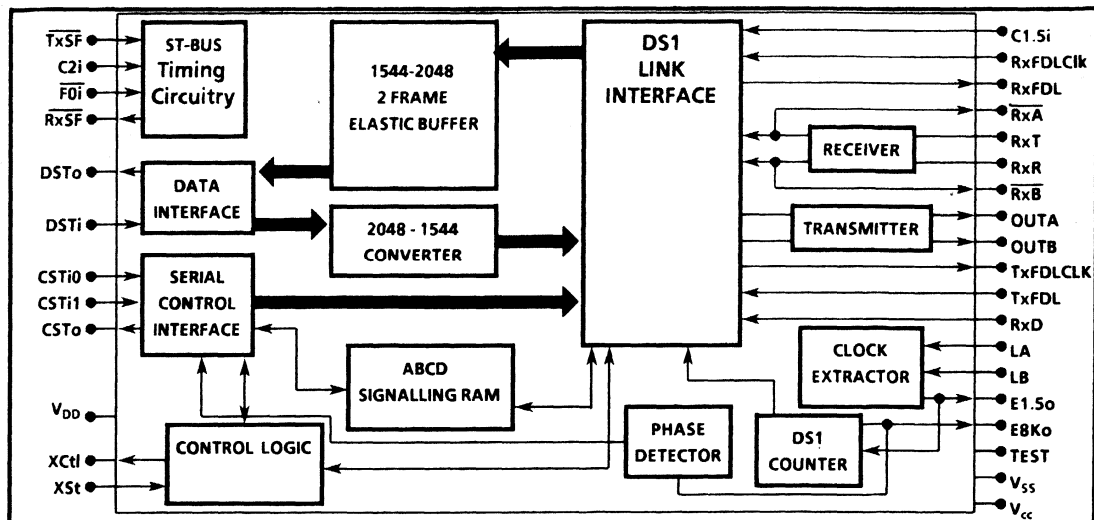 TxSF
C2i
F0i
RxSF
DSTo
DSTi
CSTi0
CSTi1
CSTo
VDD
XCtl
XSt
ST-BUS
Timing
Circuitry
1544-2048
2 FRAME
ELASTIC BUFFER
DATA
INTERFACE
2048 - 1544
CONVERTER
SERIAL
CONTROL
INTERFACE
ABCD
SIGNALLING RAM
CONTROL LOGIC
DS1
LINK
INTERFACE
RECEIVER
TRANSMITTER
CLOCK
EXTRACTOR
PHASE
DETECTOR
DS1
COUNTER
C1.5i
RxFDLClk
RxFDL
RxA
RxT
RxR
RxB
OUTA
OUTB
TxFDLCLK
TxFDL
RxD
LA
LB
E1.5o
E8Ko
TEST
VSS
Vcc